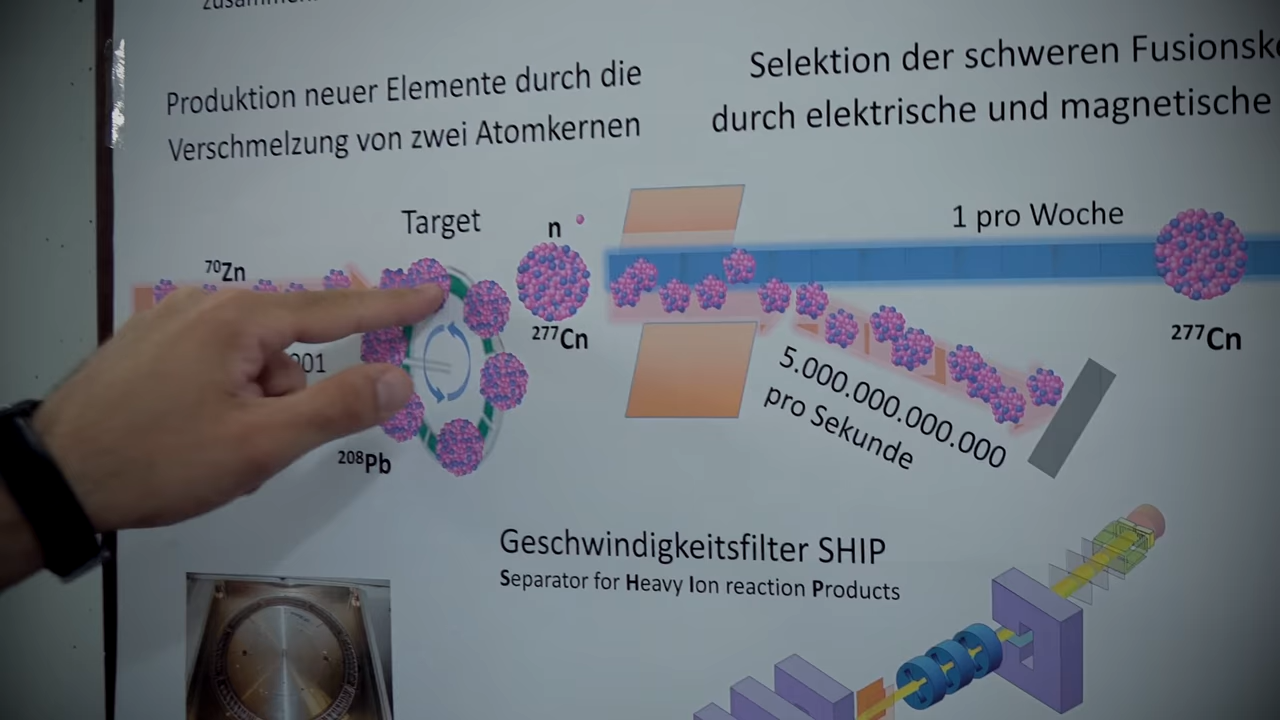 Produktion neuer Elemente durch die
Verschmelzung von zwei Atomkernen
Selektion der schweren
durch elektrische und magnetische
Target
n
1 pro Woche
⁷⁰Zn
²⁷⁷Cn
²⁷⁷Cn
5.000.000.000.000
pro Sekunde
²⁰⁸Pb
Geschwindigkeitsfilter SHIP
Separator for Heavy Ion reaction Products